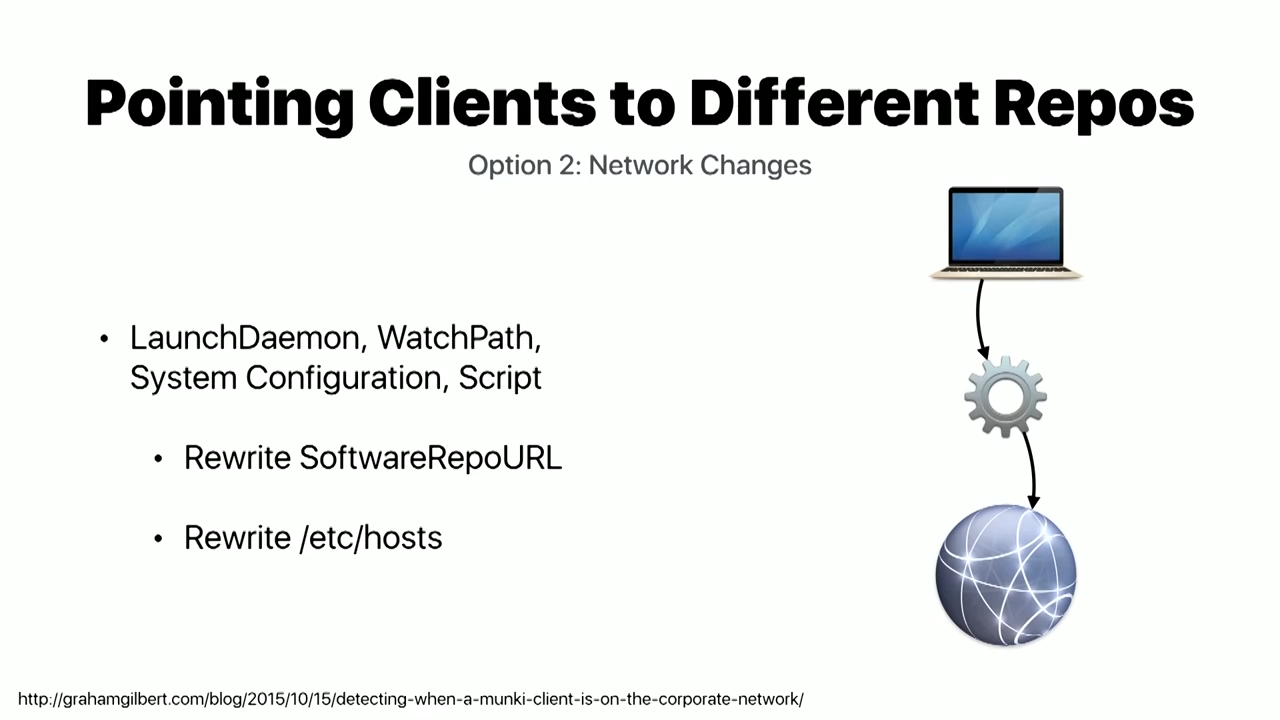 Pointing Clients to Different Repos
Option 2: Network Changes
• LaunchDaemon, WatchPath,
System Configuration, Script
• Rewrite SoftwareRepoURL
• Rewrite /etc/hosts
http://grahamgilbert.com/blog/2015/10/15/detecting-when-a-munki-client-is-on-the-corporate-network/